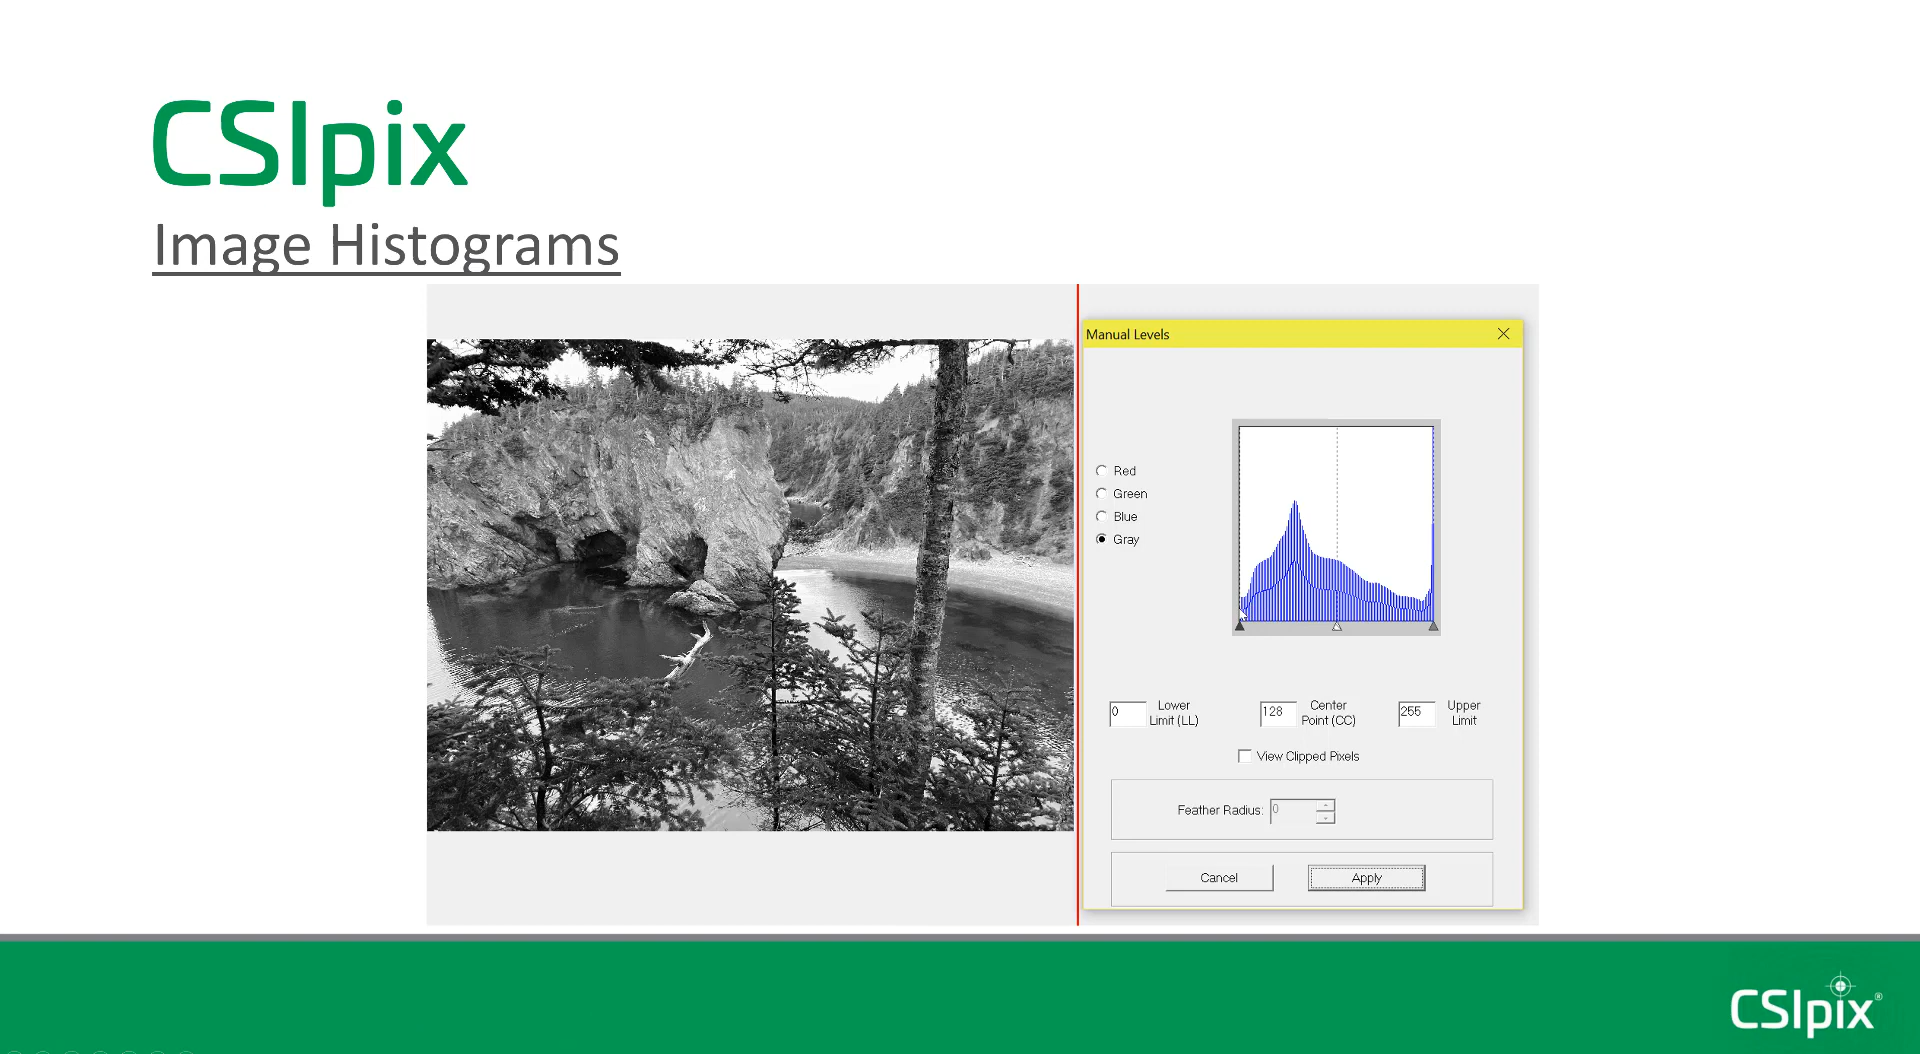 CSIpix
Image Histograms
Manual Levels
Red
Green
Blue
Gray
0 Lower Limit (LL)
128 Center Point (CC)
255 Upper Limit
View Clipped Pixels
Feather Radius: 0
Cancel Apply
CSIpix®